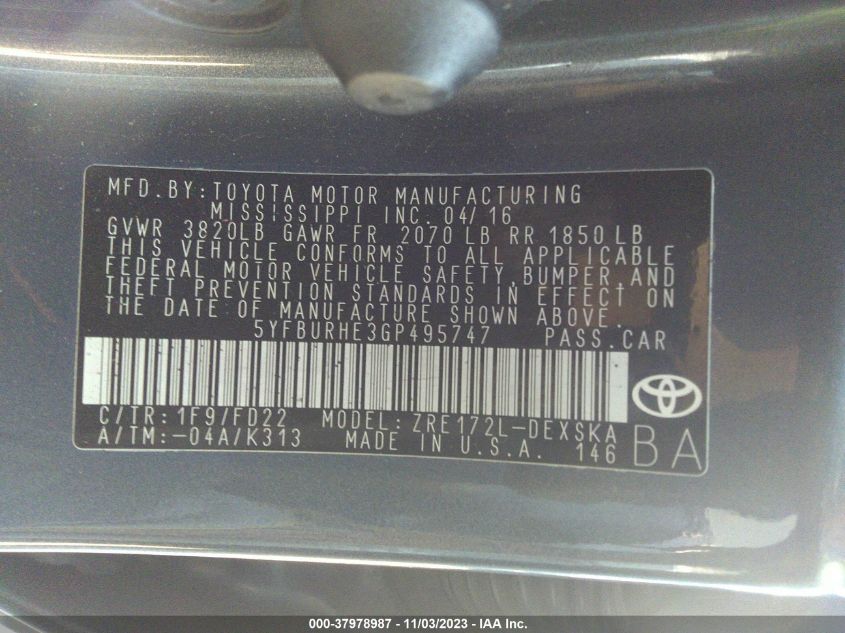 MFD.BY:TOYOTA MOTOR MANUFACTURING
MISSISSIPPI INC. 04/16
GVWR 3820LB GAWR FR 2070 LB RR 1850 LB
THIS VEHICLE CONFORMS TO ALL APPLICABLE
FEDERAL MOTOR VEHICLE SAFETY,BUMPER,AND
THEFT PREVENTION STANDARDS IN EFFECT ON
THE DATE OF MANUFACTURE SHOWN ABOVE.
5YFBURHE3GP495747 PASS.CAR
C/TR:1F9/FD22 MODEL:ZRE172L-DEXSKA
A/TM:-04A/K313 MADE IN U.S.A. 146 BA
000-37978987 - 11/03/2023 - IAA Inc.